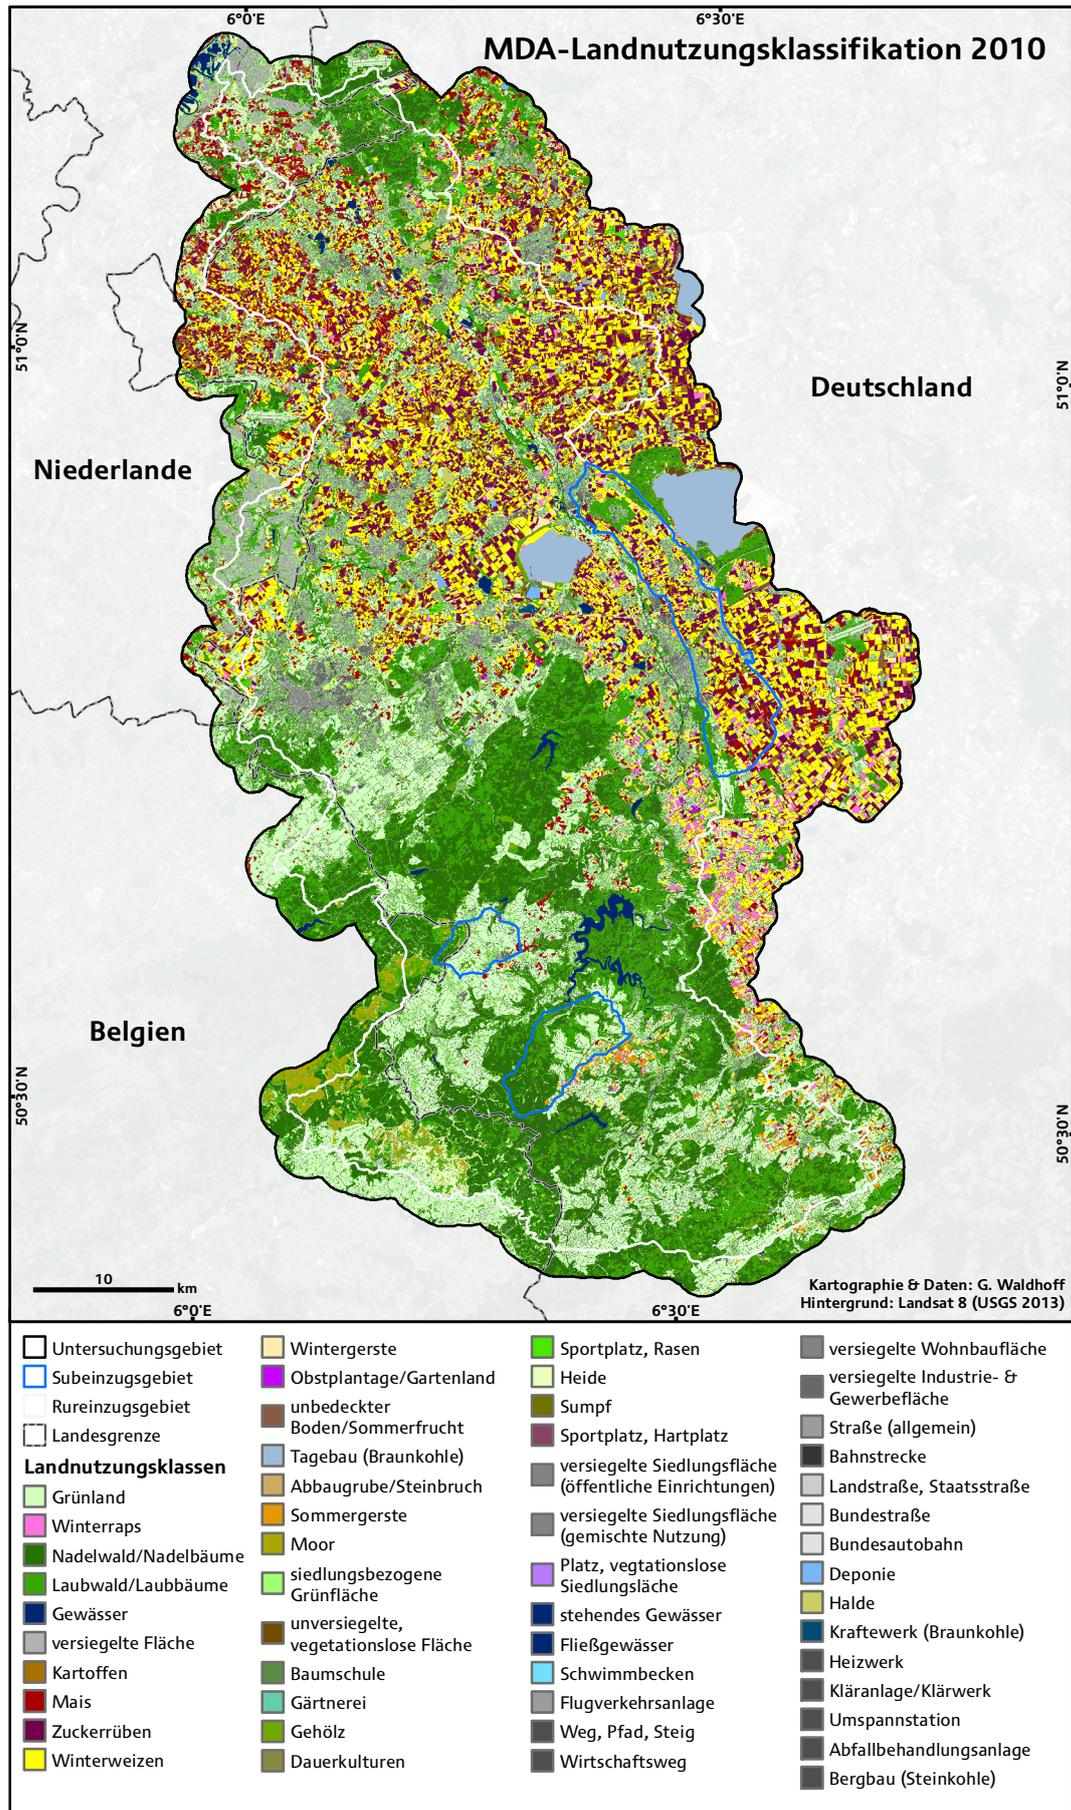 6°0'E
6°30'E
MDA-Landnutzungsklassifikation 2010
51°0'N
51°0'N
Deutschland
Niederlande
Belgien
50°30'N
50°30'N
10
km
Kartographie & Daten: G. Waldhoff
Hintergrund: Landsat 8 (USGS 2013)
6°0'E
6°30'E
Untersuchungsgebiet
Subeinzugsgebiet
Rureinzugsgebiet
Landesgrenze
Landnutzungsklassen
Grünland
Winterraps
Nadelwald/Nadelbäume
Laubwald/Laubbäume
Gewässer
versiegelte Fläche
Kartoffen
Mais
Zuckerrüben
Winterweizen
Wintergerste
Obstplantage/Gartenland
unbedeckter
Boden/Sommerfrucht
Tagebau (Braunkohle)
Abbaugrube/Steinbruch
Sommergerste
Moor
siedlungsbezogene
Grünfläche
unversiegelte,
vegetationslose Fläche
Baumschule
Gärtnerei
Gehölz
Dauerkulturen
Sportplatz, Rasen
Heide
Sumpf
Sportplatz, Hartplatz
versiegelte Siedlungsfläche
(öffentliche Einrichtungen)
versiegelte Siedlungsfläche
(gemischte Nutzung)
Platz, vegtationslose
Siedlungsläche
stehendes Gewässer
Fließgewässer
Schwimmbecken
Flugverkehrsanlage
Weg, Pfad, Steig
Wirtschaftsweg
versiegelte Wohnbaufläche
versiegelte Industrie- &
Gewerbefläche
Straße (allgemein)
Bahnstrecke
Landstraße, Staatsstraße
Bundestraße
Bundesautobahn
Deponie
Halde
Kraftewerk (Braunkohle)
Heizwerk
Kläranlage/Klärwerk
Umspannstation
Abfallbehandlungsanlage
Bergbau (Steinkohle)